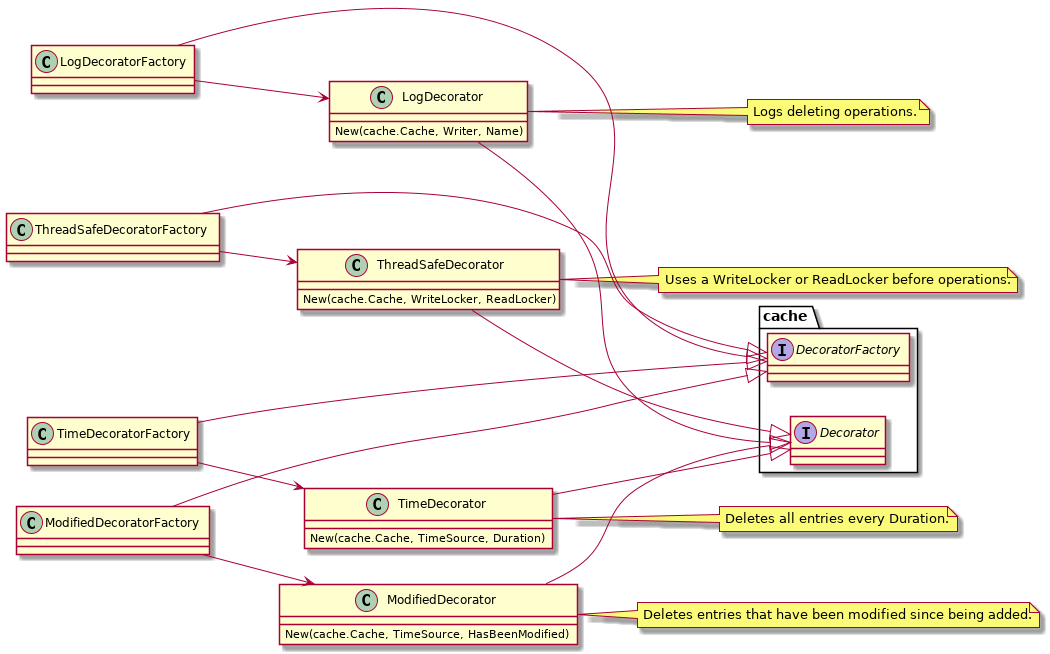 C LogDecoratorFactory
C LogDecorator
New(cache.Cache, Writer, Name)
Logs deleting operations.
C ThreadSafeDecoratorFactory
C ThreadSafeDecorator
New(cache.Cache, WriteLocker, ReadLocker)
Uses a WriteLocker or ReadLocker before operations.
cache
I DecoratorFactory
I Decorator
C TimeDecoratorFactory
C TimeDecorator
New(cache.Cache, TimeSource, Duration)
Deletes all entries every Duration.
C ModifiedDecoratorFactory
C ModifiedDecorator
New(cache.Cache, TimeSource, HasBeenModified)
Deletes entries that have been modified since being added.